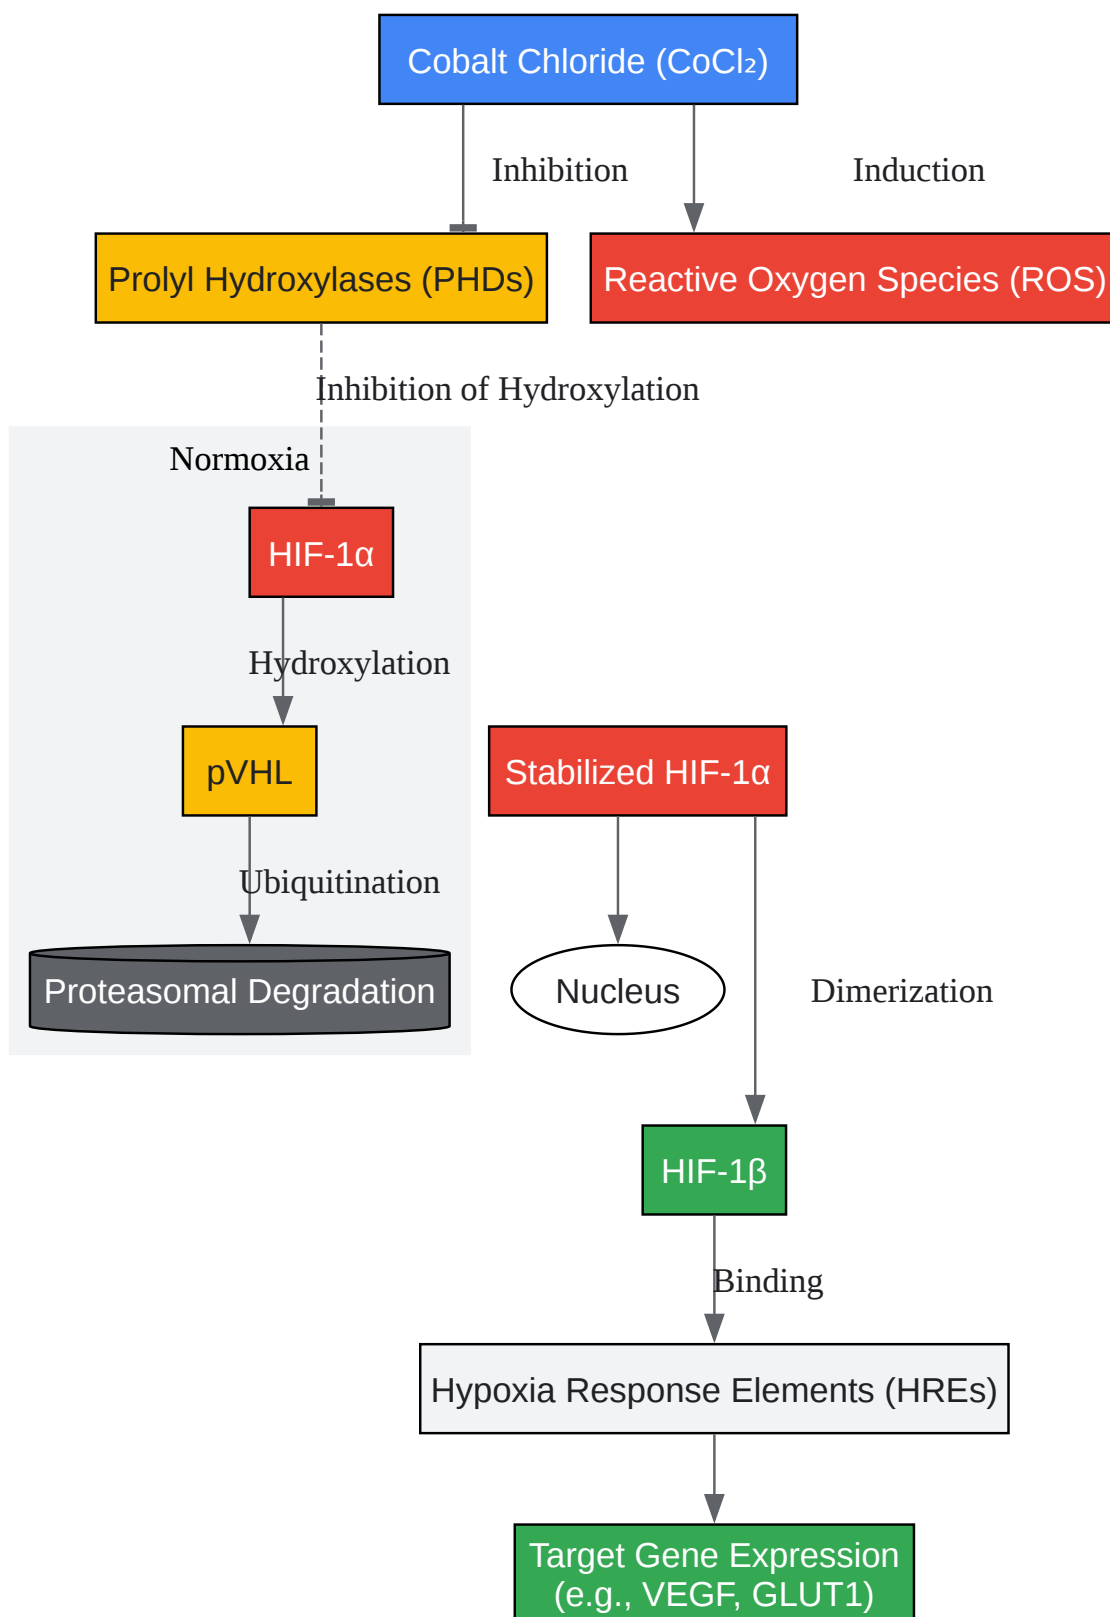 Cobalt Chloride (CoCl₂)
Inhibition
Induction
Prolyl Hydroxylases (PHDs)
Reactive Oxygen Species (ROS)
Inhibition of Hydroxylation
Normoxia
HIF-1α
Hydroxylation
pVHL
Stabilized HIF-1α
Ubiquitination
Proteasomal Degradation
Nucleus
Dimerization
HIF-1β
Binding
Hypoxia Response Elements (HREs)
Target Gene Expression
(e.g., VEGF, GLUT1)